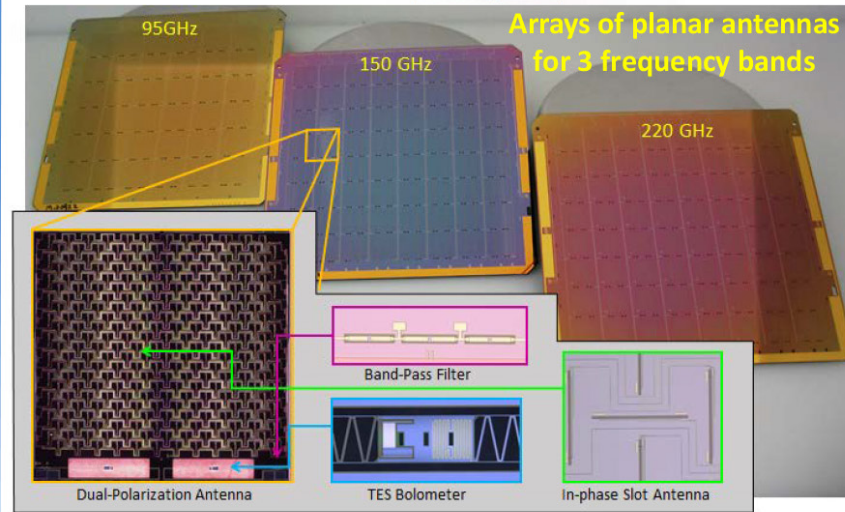 Arrays of planar antennas
for 3 frequency bands
95GHz
150 GHz
220 GHz
Band-Pass Filter
Dual-Polarization Antenna
TES Bolometer
In-phase Slot Antenna